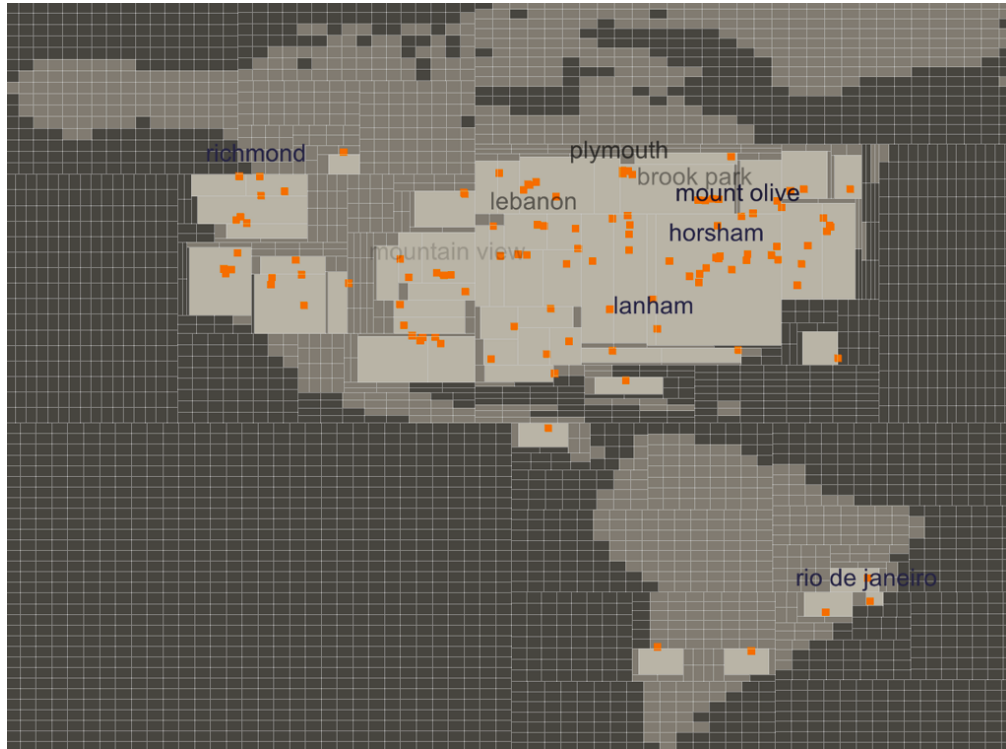 plymouth
richmond
brook park
mount olive
lebanon
horsham
mountain view
lanham
rio de janeiro